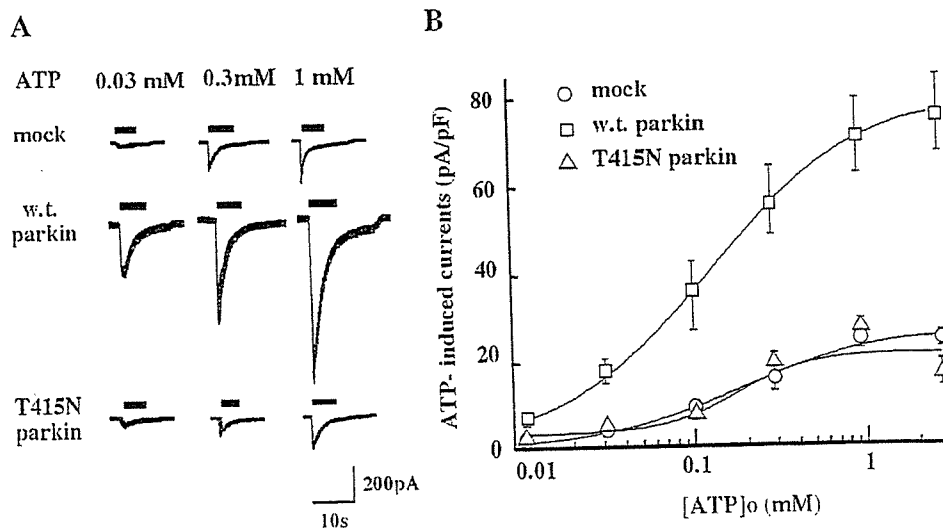 A
ATP 0.03 mM 0.3mM 1 mM
mock
w.t.
parkin
T415N
parkin
200pA
10s
B
ATP- induced currents (pA/pF)
80
60
40
20
0
mock
w.t. parkin
T415N parkin
0.01 0.1 1
[ATP]o (mM)